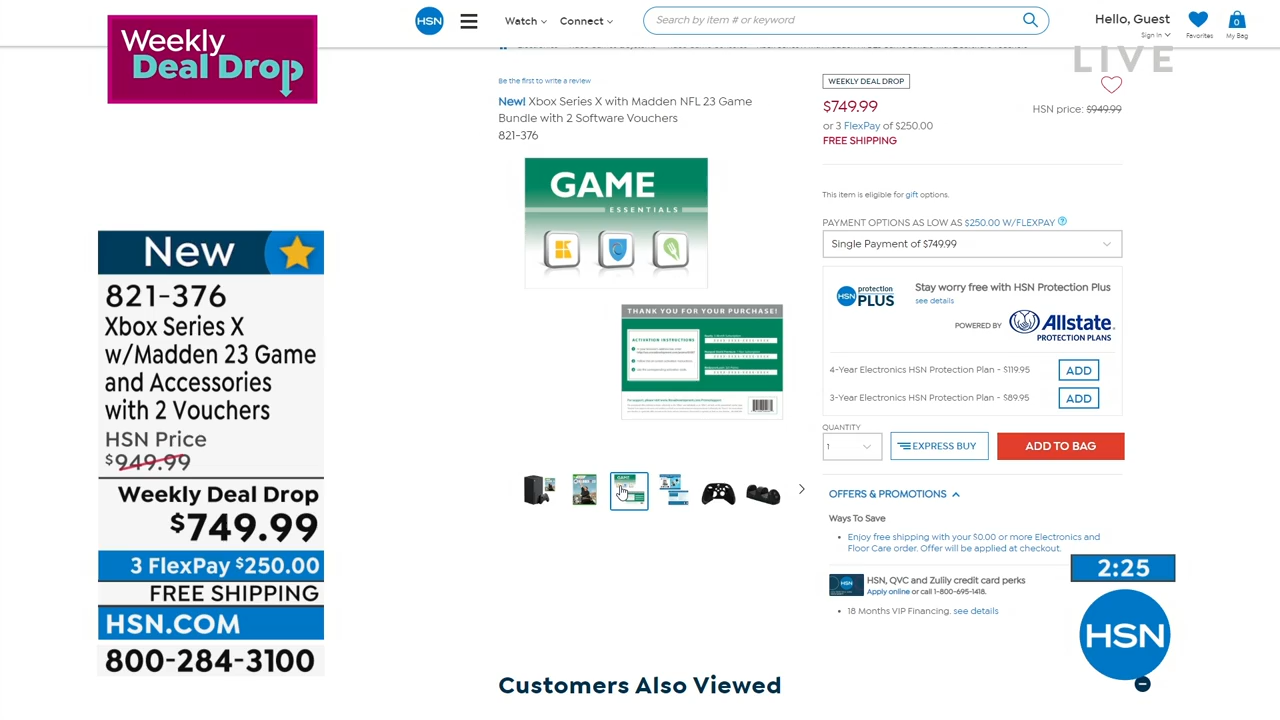 Weekly
Deal Drop
HSN
Watch
Connect
Search by item # or keyword
Hello, Guest
Sign in
Favorites
0
My Bag
LIVE
Be the first to write a review
New! Xbox Series X with Madden NFL 23 Game
Bundle with 2 Software Vouchers
821-376
WEEKLY DEAL DROP
$749.99
HSN price: $949.99
or 3 FlexPay of $250.00
FREE SHIPPING
This item is eligible for gift options.
PAYMENT OPTIONS AS LOW AS $250.00 W/FLEXPAY
Single Payment of $749.99
HSN protection PLUS
Stay worry free with HSN Protection Plus
see details
POWERED BY
Allstate
PROTECTION PLANS
4-Year Electronics HSN Protection Plan - $119.95
ADD
3-Year Electronics HSN Protection Plan - $89.95
ADD
QUANTITY
1
EXPRESS BUY
ADD TO BAG
OFFERS & PROMOTIONS
Ways To Save
Enjoy free shipping with your $0.00 or more Electronics and
Floor Care order. Offer will be applied at checkout.
HSN, QVC and Zulily credit card perks
Apply online or call 1-800-695-1418.
18 Months VIP Financing. see details
GAME
ESSENTIALS
THANK YOU FOR YOUR PURCHASE!
ACTIVATION INSTRUCTIONS
New
821-376
Xbox Series X
w/Madden 23 Game
and Accessories
with 2 Vouchers
HSN Price
$949.99
Weekly Deal Drop
$749.99
3 FlexPay $250.00
FREE SHIPPING
HSN.COM
800-284-3100
2:25
HSN
Customers Also Viewed